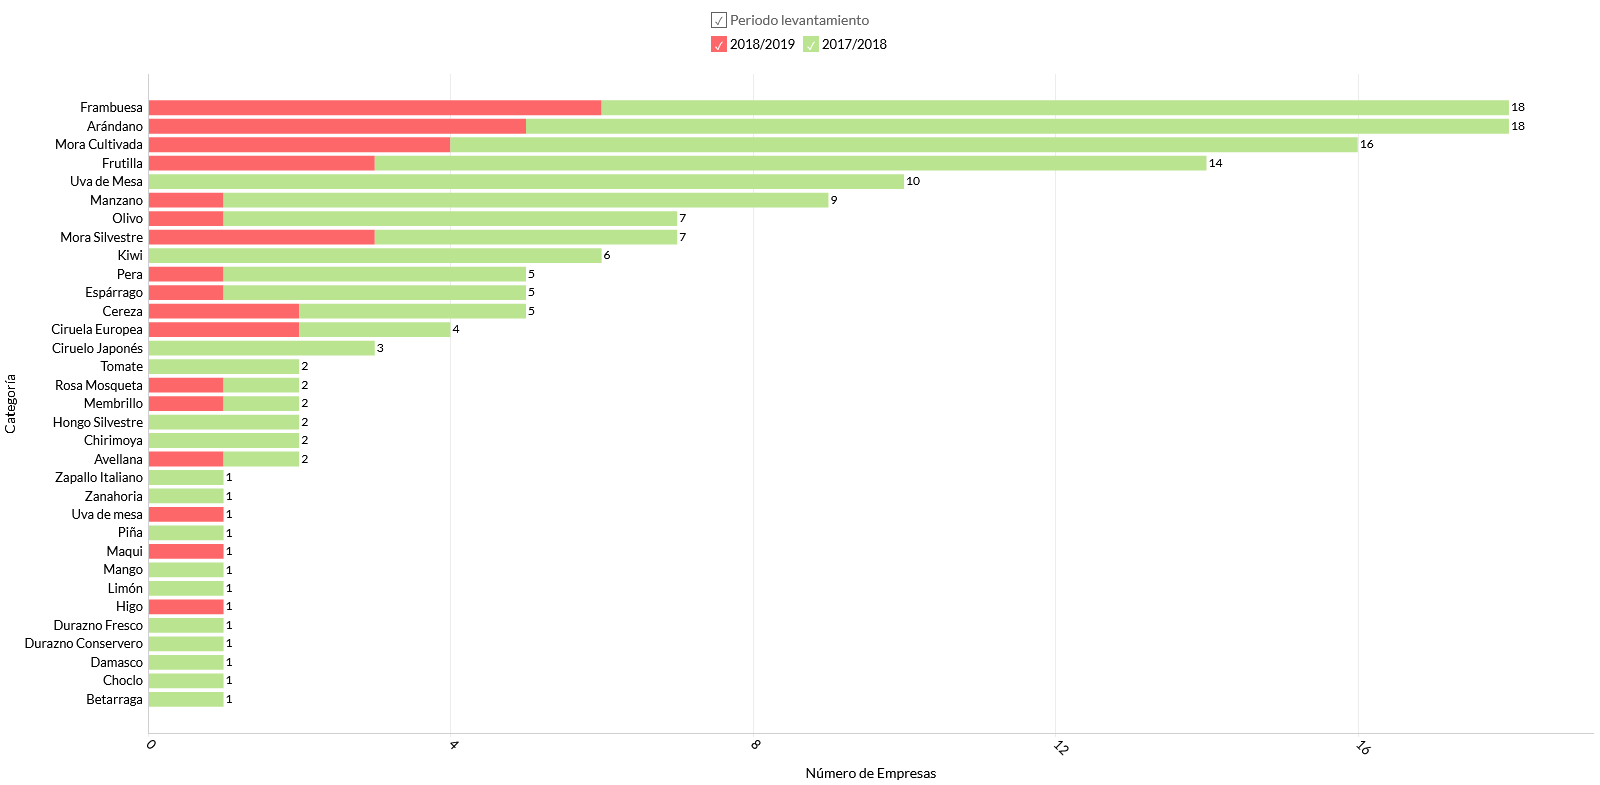 Periodo levantamiento
2018/2019 2017/2018
Frambuesa 18
Arándano 18
Mora Cultivada 16
Frutilla 14
Uva de Mesa 10
Manzano 9
Olivo 7
Mora Silvestre 7
Kiwi 6
Pera 5
Espárrago 5
Cereza 5
Ciruela Europea 4
Ciruelo Japonés 3
Tomate 2
Rosa Mosqueta 2
Membrillo 2
Hongo Silvestre 2
Chirimoya 2
Avellana 2
Zapallo Italiano 1
Zanahoria 1
Uva de mesa 1
Piña 1
Maqui 1
Mango 1
Limón 1
Higo 1
Durazno Fresco 1
Durazno Conservero 1
Damasco 1
Choclo 1
Betarraga 1
Categoría
0 4 8 12 16
Número de Empresas